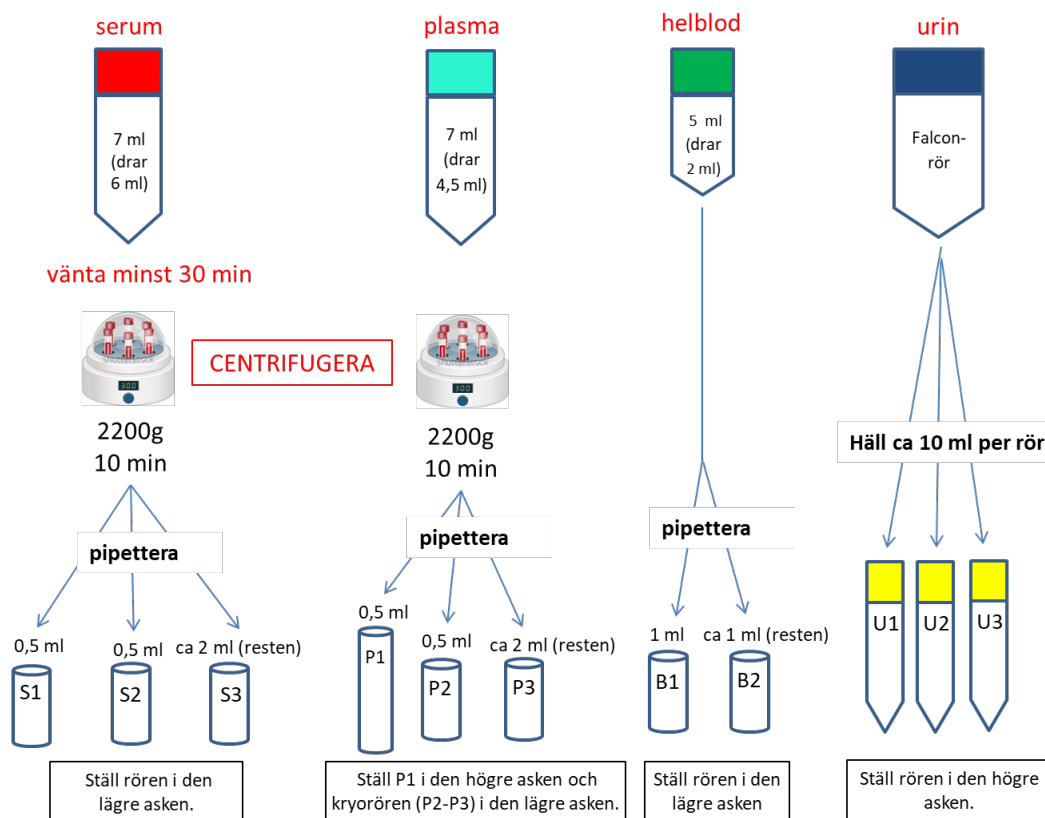 serum
7 ml
(drar
6 ml)
vänta minst 30 min
shutterstock
300
2200g
10 min
pipettera
0,5 ml
0,5 ml
ca 2 ml (resten)
S1
S2
S3
Ställ rören i den
lägre asken.
CENTRIFUGERA
plasma
7 ml
(drar
4,5 ml)
shutterstock
300
2200g
10 min
pipettera
0,5 ml
0,5 ml
ca 2 ml (resten)
P1
P2
P3
Ställ P1 i den högre asken och
kryorören (P2-P3) i den lägre asken.
helblod
5 ml
(drar
2 ml)
pipettera
1 ml
ca 1 ml (resten)
B1
B2
Ställ rören i den
lägre asken
urin
Falcon-
rör
Häll ca 10 ml per rör
U1
U2
U3
Ställ rören i den högre
asken.